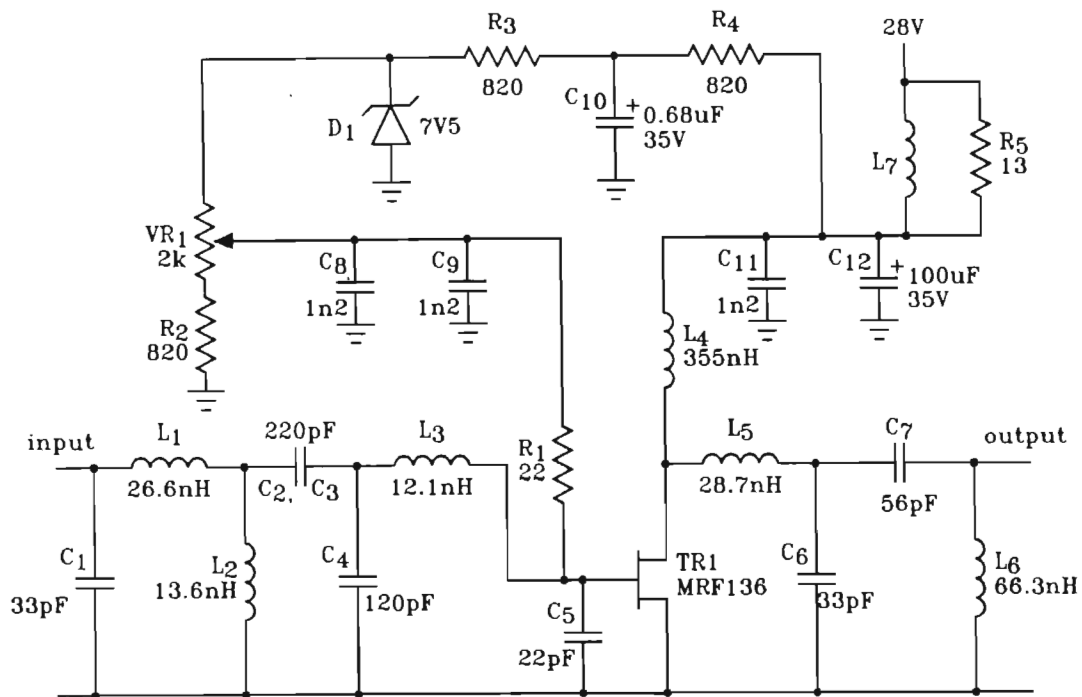 R3
820
R4
820
28V
C10
+
0.68uF
35V
D1
7V5
L7
R5
13
VR1
2k
C8
1n2
C9
1n2
C11
1n2
C12
+
100uF
35V
R2
820
L4
355nH
input
L1
26.6nH
220pF
C2, C3
L3
12.1nH
R1
22
L5
28.7nH
C7
56pF
output
C1
33pF
L2
13.6nH
C4
120pF
C5
22pF
TR1
MRF136
C6
33pF
L6
66.3nH